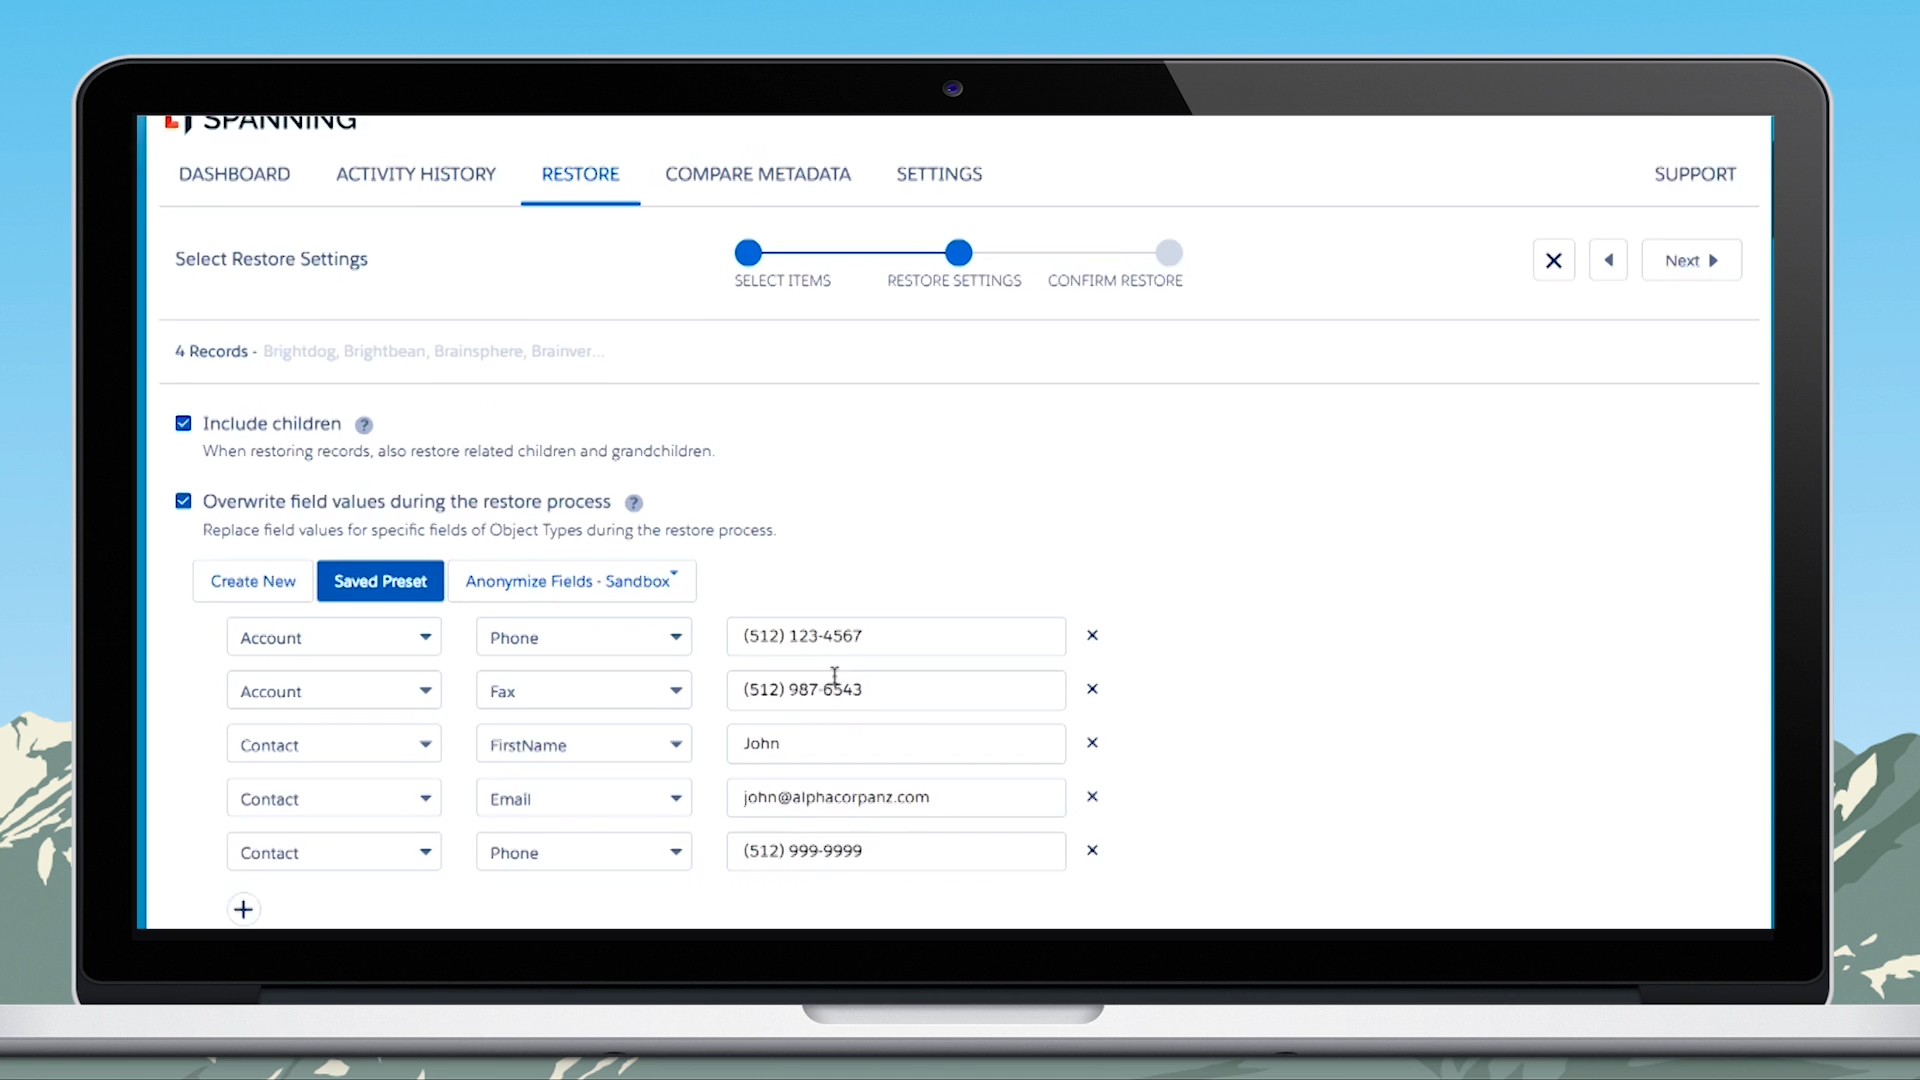 SPANNING
DASHBOARD ACTIVITY HISTORY RESTORE COMPARE METADATA SETTINGS SUPPORT
Select Restore Settings
SELECT ITEMS RESTORE SETTINGS CONFIRM RESTORE
Next
4 Records - Brightdog, Brightbean, Brainsphere, Brainver...
Include children ?
When restoring records, also restore related children and grandchildren.
Overwrite field values during the restore process ?
Replace field values for specific fields of Object Types during the restore process.
Create New Saved Preset Anonymize Fields - Sandbox
Account Phone (512) 123-4567
Account Fax (512) 987-6543
Contact FirstName John
Contact Email john@alphacorpanz.com
Contact Phone (512) 999-9999